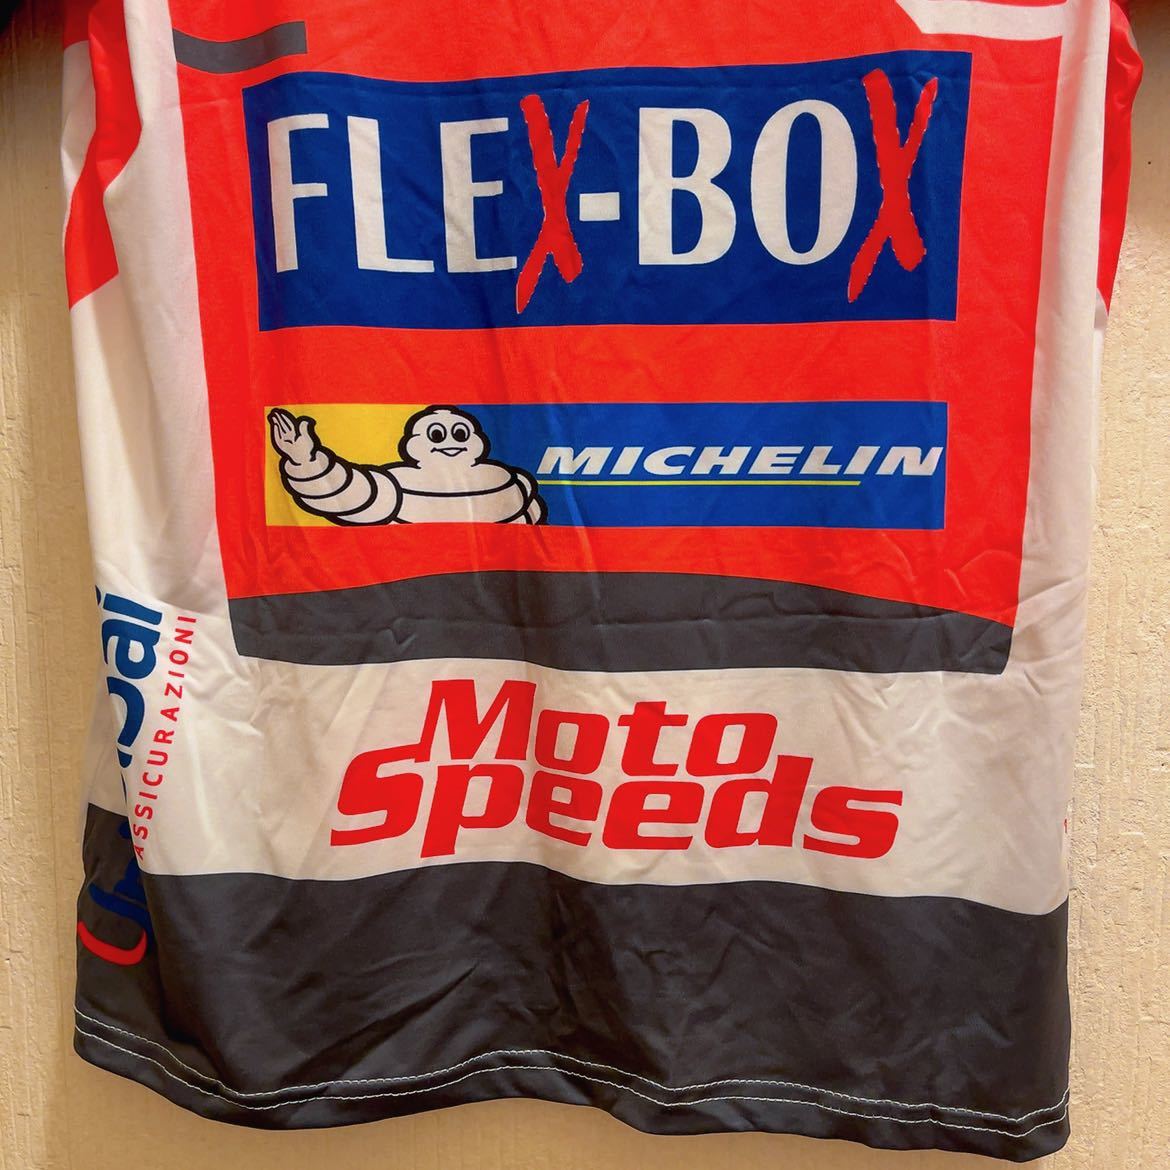 FLEX-BOX
MICHELIN
Moto
Speeds
ASSICURAZIONI